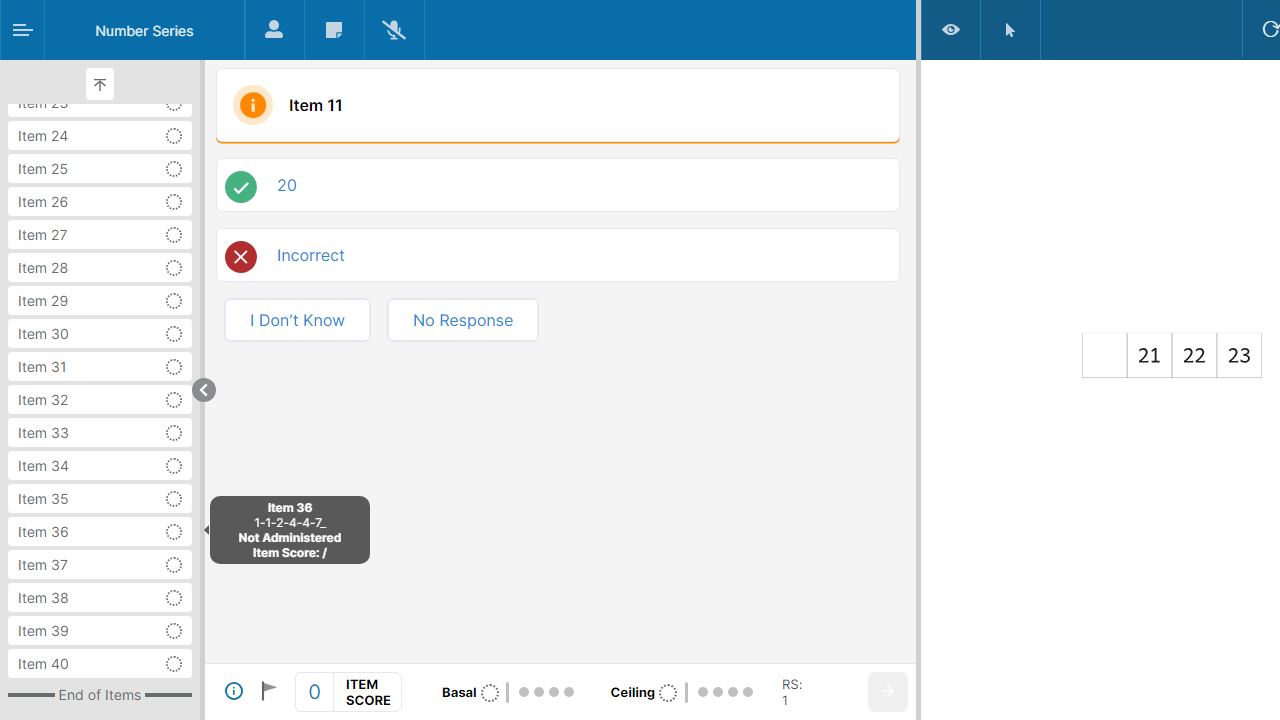 Number Series
Item 23
Item 24
Item 25
Item 26
Item 27
Item 28
Item 29
Item 30
Item 31
Item 32
Item 33
Item 34
Item 35
Item 36
Item 37
Item 38
Item 39
Item 40
End of Items
Item 11
20
Incorrect
I Don’t Know
No Response
Item 36
1-1-2-4-4-7_
Not Administered
Item Score: /
0
ITEM
SCORE
Basal
Ceiling
RS:
1
21 22 23